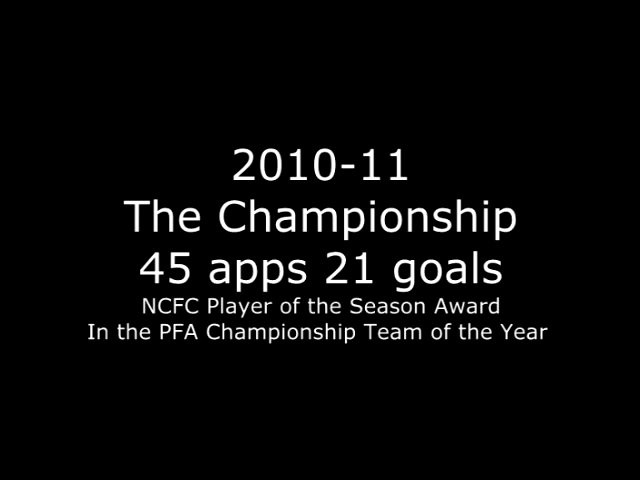 2010-11
The Championship
45 apps 21 goals
NCFC Player of the Season Award
In the PFA Championship Team of the Year